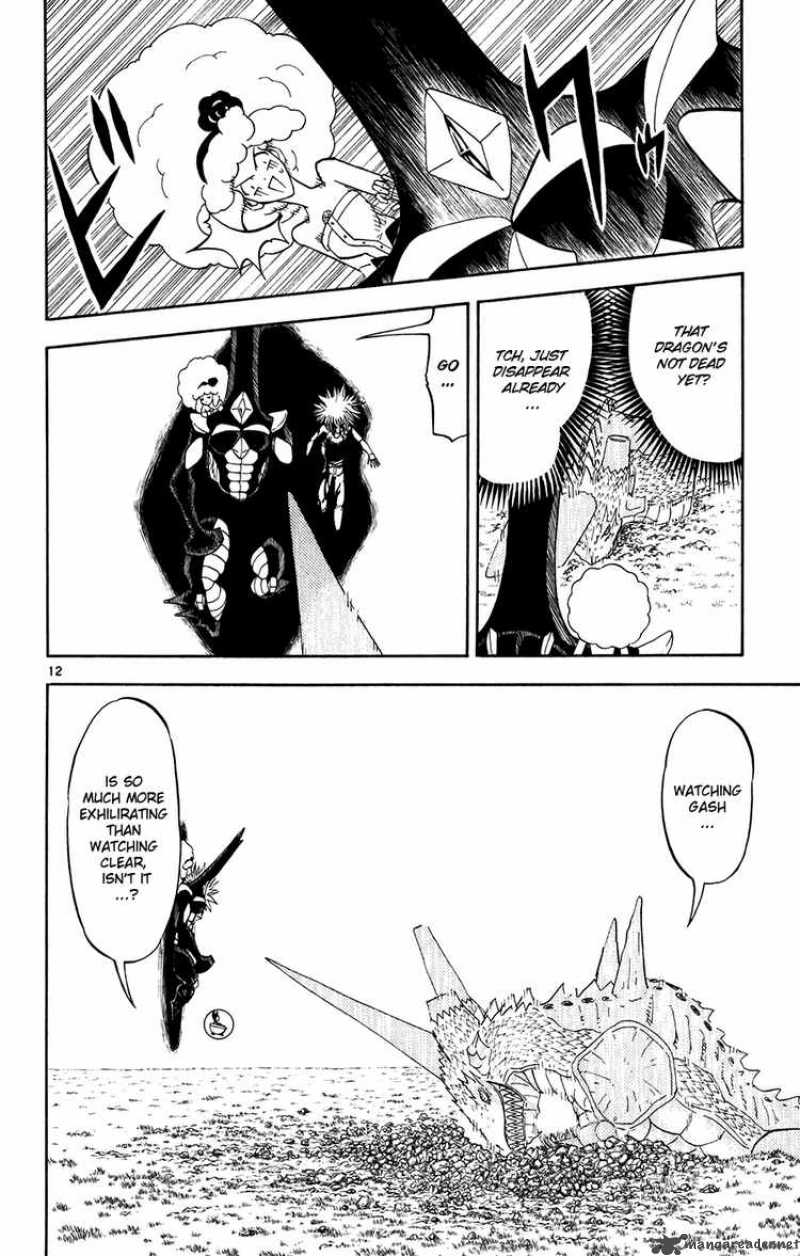 ビ
クク
THAT
DRAGON'S
NOT DEAD
YET?
TCH, JUST
DISAPPEAR
ALREADY
...
GO
...
12
WATCHING
GASH
...
IS SO
MUCH MORE
EXHILIRATING
THAN
WATCHING
CLEAR,
ISN'T IT
...?
Mangareader.net